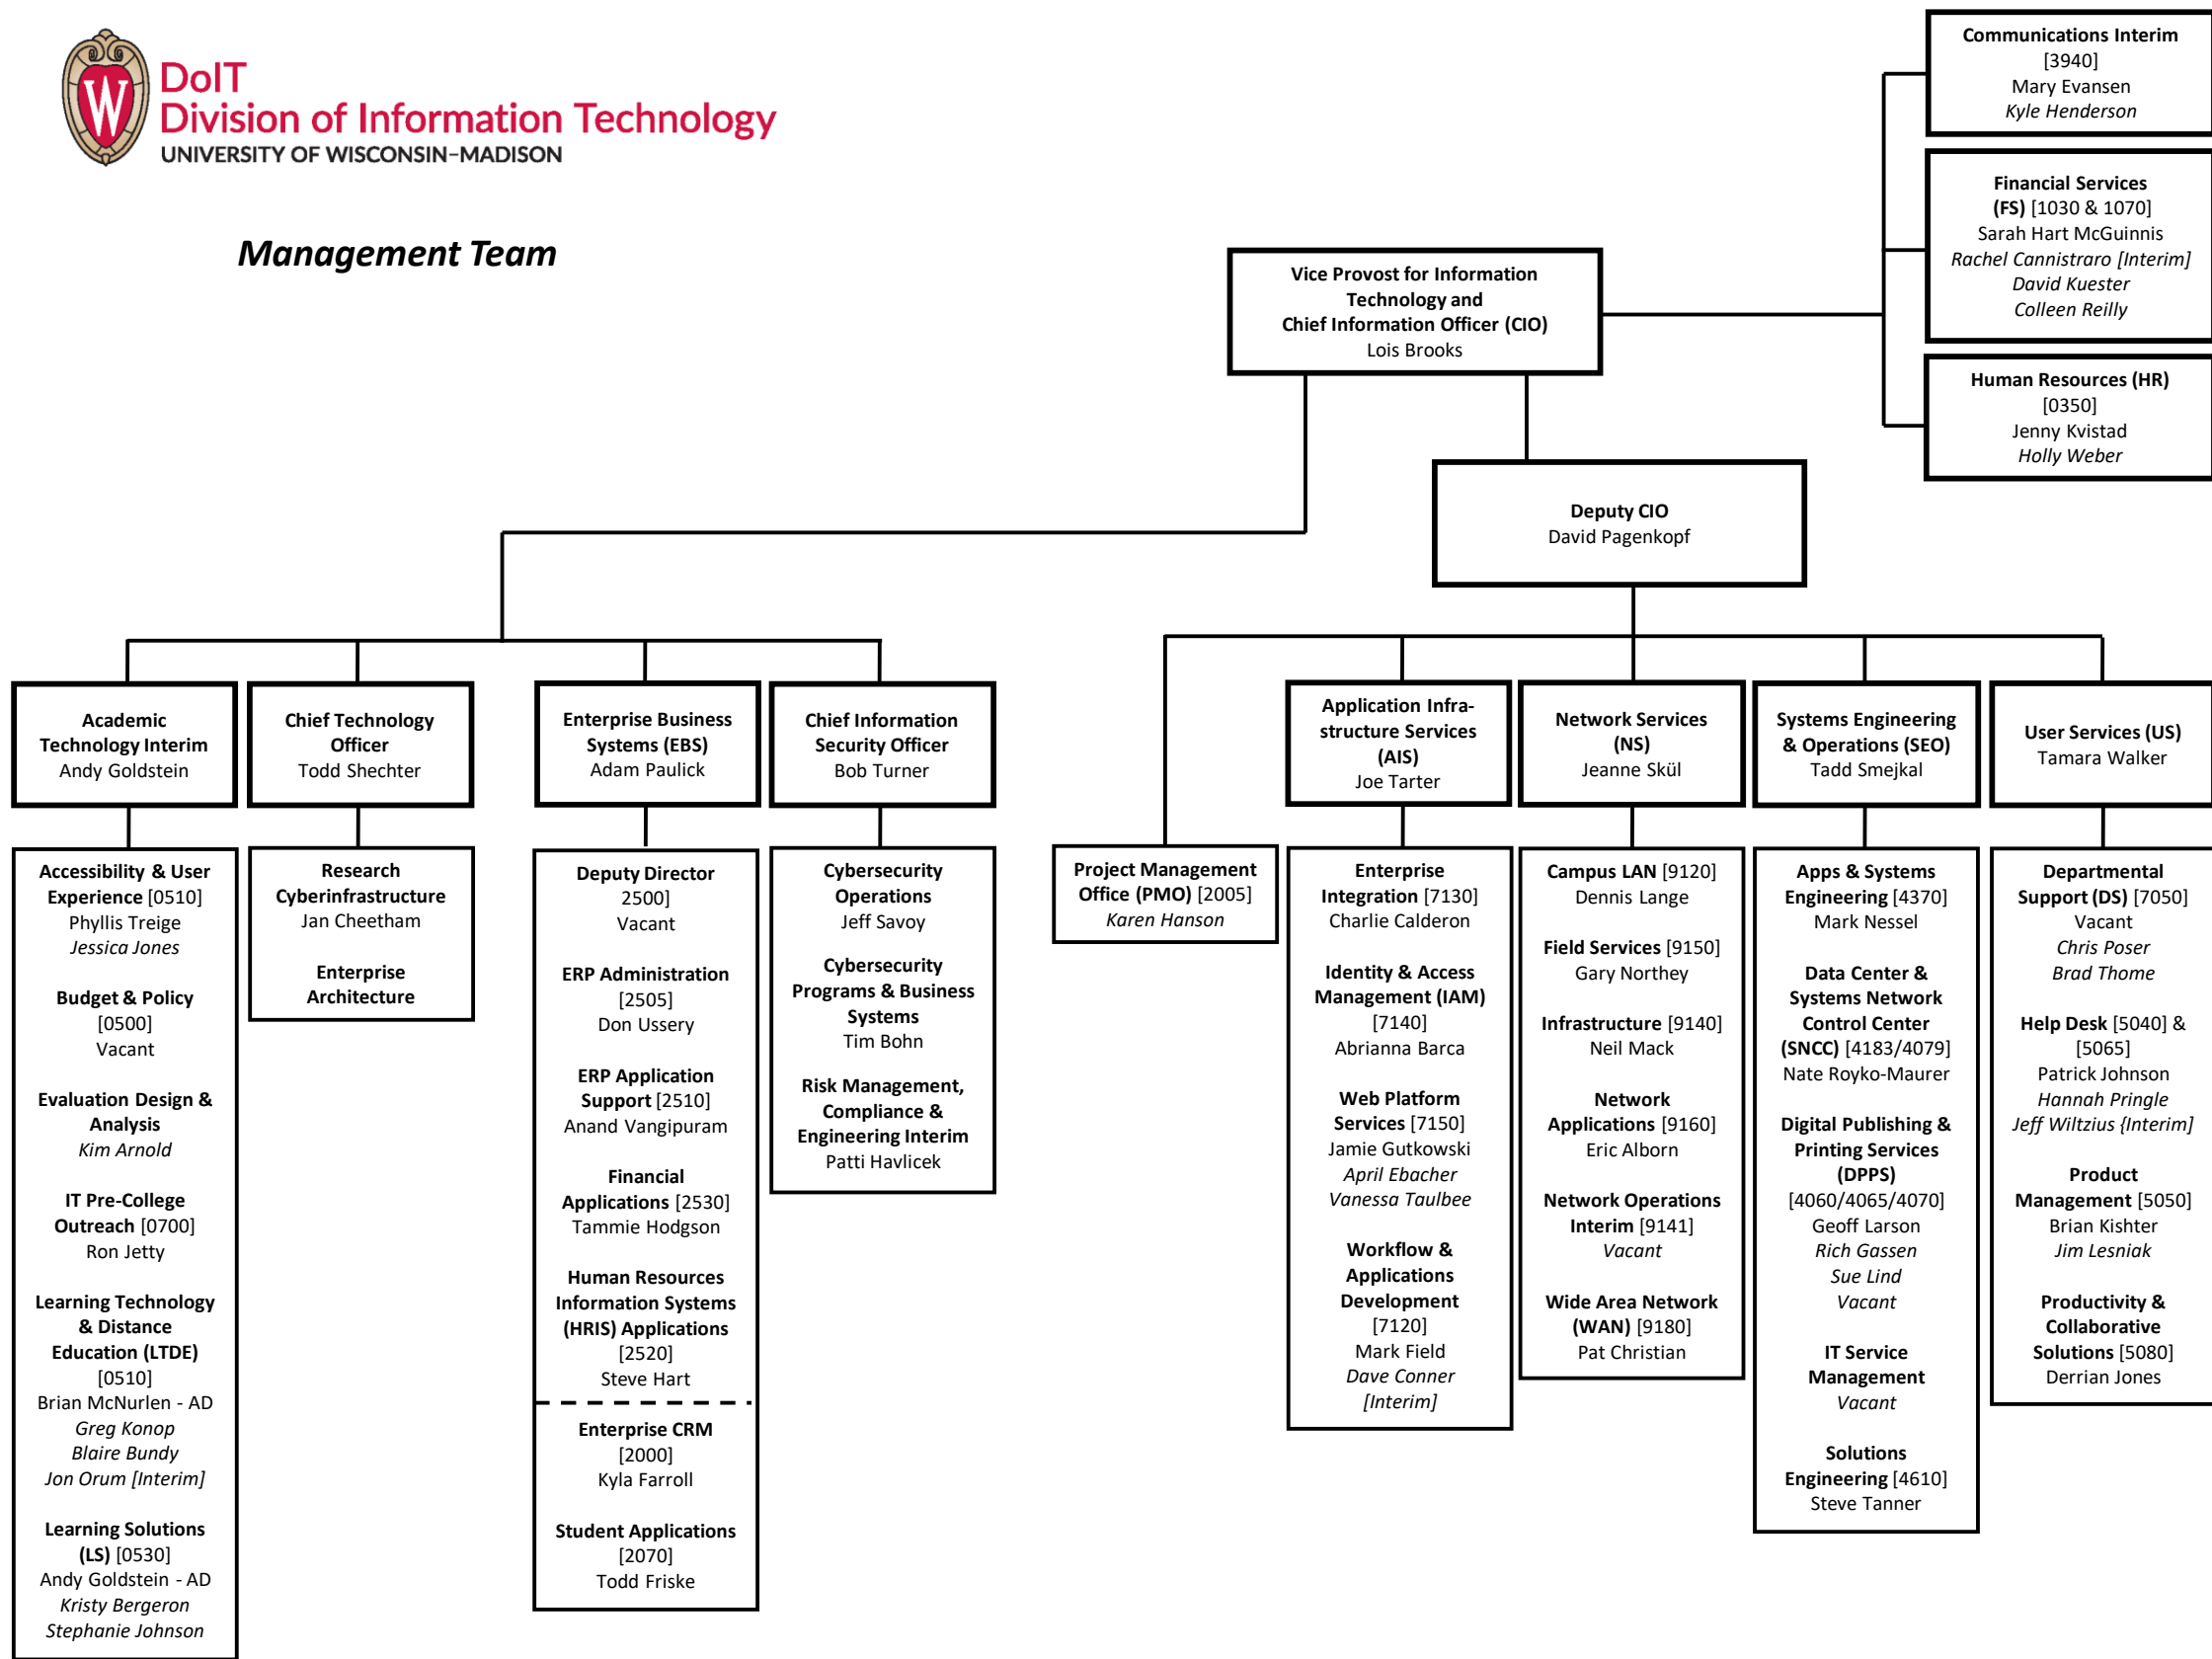 DoIT
Division of Information Technology
UNIVERSITY OF WISCONSIN–MADISON
Management Team
Communications Interim
[3940]
Mary Evansen
Kyle Henderson
Financial Services
(FS) [1030 & 1070]
Sarah Hart McGuinnis
Rachel Cannistraro [Interim]
David Kuester
Colleen Reilly
Human Resources (HR)
[0350]
Jenny Kvistad
Holly Weber
Vice Provost for Information
Technology and
Chief Information Officer (CIO)
Lois Brooks
Deputy CIO
David Pagenkopf
Academic
Technology Interim
Andy Goldstein
Chief Technology
Officer
Todd Shechter
Enterprise Business
Systems (EBS)
Adam Paulick
Chief Information
Security Officer
Bob Turner
Application Infra-
structure Services
(AIS)
Joe Tarter
Network Services
(NS)
Jeanne Skül
Systems Engineering
& Operations (SEO)
Tadd Smejkal
User Services (US)
Tamara Walker
Accessibility & User
Experience [0510]
Phyllis Treige
Jessica Jones
Budget & Policy
[0500]
Vacant
Evaluation Design &
Analysis
Kim Arnold
IT Pre-College
Outreach [0700]
Ron Jetty
Learning Technology
& Distance
Education (LTDE)
[0510]
Brian McNurlen - AD
Greg Konop
Blaire Bundy
Jon Orum [Interim]
Learning Solutions
(LS) [0530]
Andy Goldstein - AD
Kristy Bergeron
Stephanie Johnson
Research
Cyberinfrastructure
Jan Cheetham
Enterprise
Architecture
Deputy Director
2500]
Vacant
ERP Administration
[2505]
Don Ussery
ERP Application
Support [2510]
Anand Vangipuram
Financial
Applications [2530]
Tammie Hodgson
Human Resources
Information Systems
(HRIS) Applications
[2520]
Steve Hart
Enterprise CRM
[2000]
Kyla Farroll
Student Applications
[2070]
Todd Friske
Cybersecurity
Operations
Jeff Savoy
Cybersecurity
Programs & Business
Systems
Tim Bohn
Risk Management,
Compliance &
Engineering Interim
Patti Havlicek
Project Management
Office (PMO) [2005]
Karen Hanson
Enterprise
Integration [7130]
Charlie Calderon
Identity & Access
Management (IAM)
[7140]
Abrianna Barca
Web Platform
Services [7150]
Jamie Gutkowski
April Ebacher
Vanessa Taulbee
Workflow &
Applications
Development
[7120]
Mark Field
Dave Conner
[Interim]
Campus LAN [9120]
Dennis Lange
Field Services [9150]
Gary Northey
Infrastructure [9140]
Neil Mack
Network
Applications [9160]
Eric Alborn
Network Operations
Interim [9141]
Vacant
Wide Area Network
(WAN) [9180]
Pat Christian
Apps & Systems
Engineering [4370]
Mark Nessel
Data Center &
Systems Network
Control Center
(SNCC) [4183/4079]
Nate Royko-Maurer
Digital Publishing &
Printing Services
(DPPS)
[4060/4065/4070]
Geoff Larson
Rich Gassen
Sue Lind
Vacant
IT Service
Management
Vacant
Solutions
Engineering [4610]
Steve Tanner
Departmental
Support (DS) [7050]
Vacant
Chris Poser
Brad Thome
Help Desk [5040] &
[5065]
Patrick Johnson
Hannah Pringle
Jeff Wiltzius {Interim]
Product
Management [5050]
Brian Kishter
Jim Lesniak
Productivity &
Collaborative
Solutions [5080]
Derrian Jones